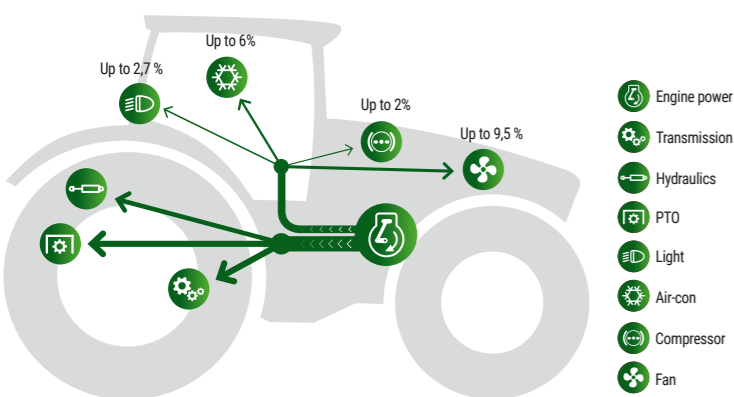 Up to 6%
Up to 2,7 %
Up to 2%
Up to 9,5 %
Engine power
Transmission
Hydraulics
PTO
Light
Air-con
Compressor
Fan